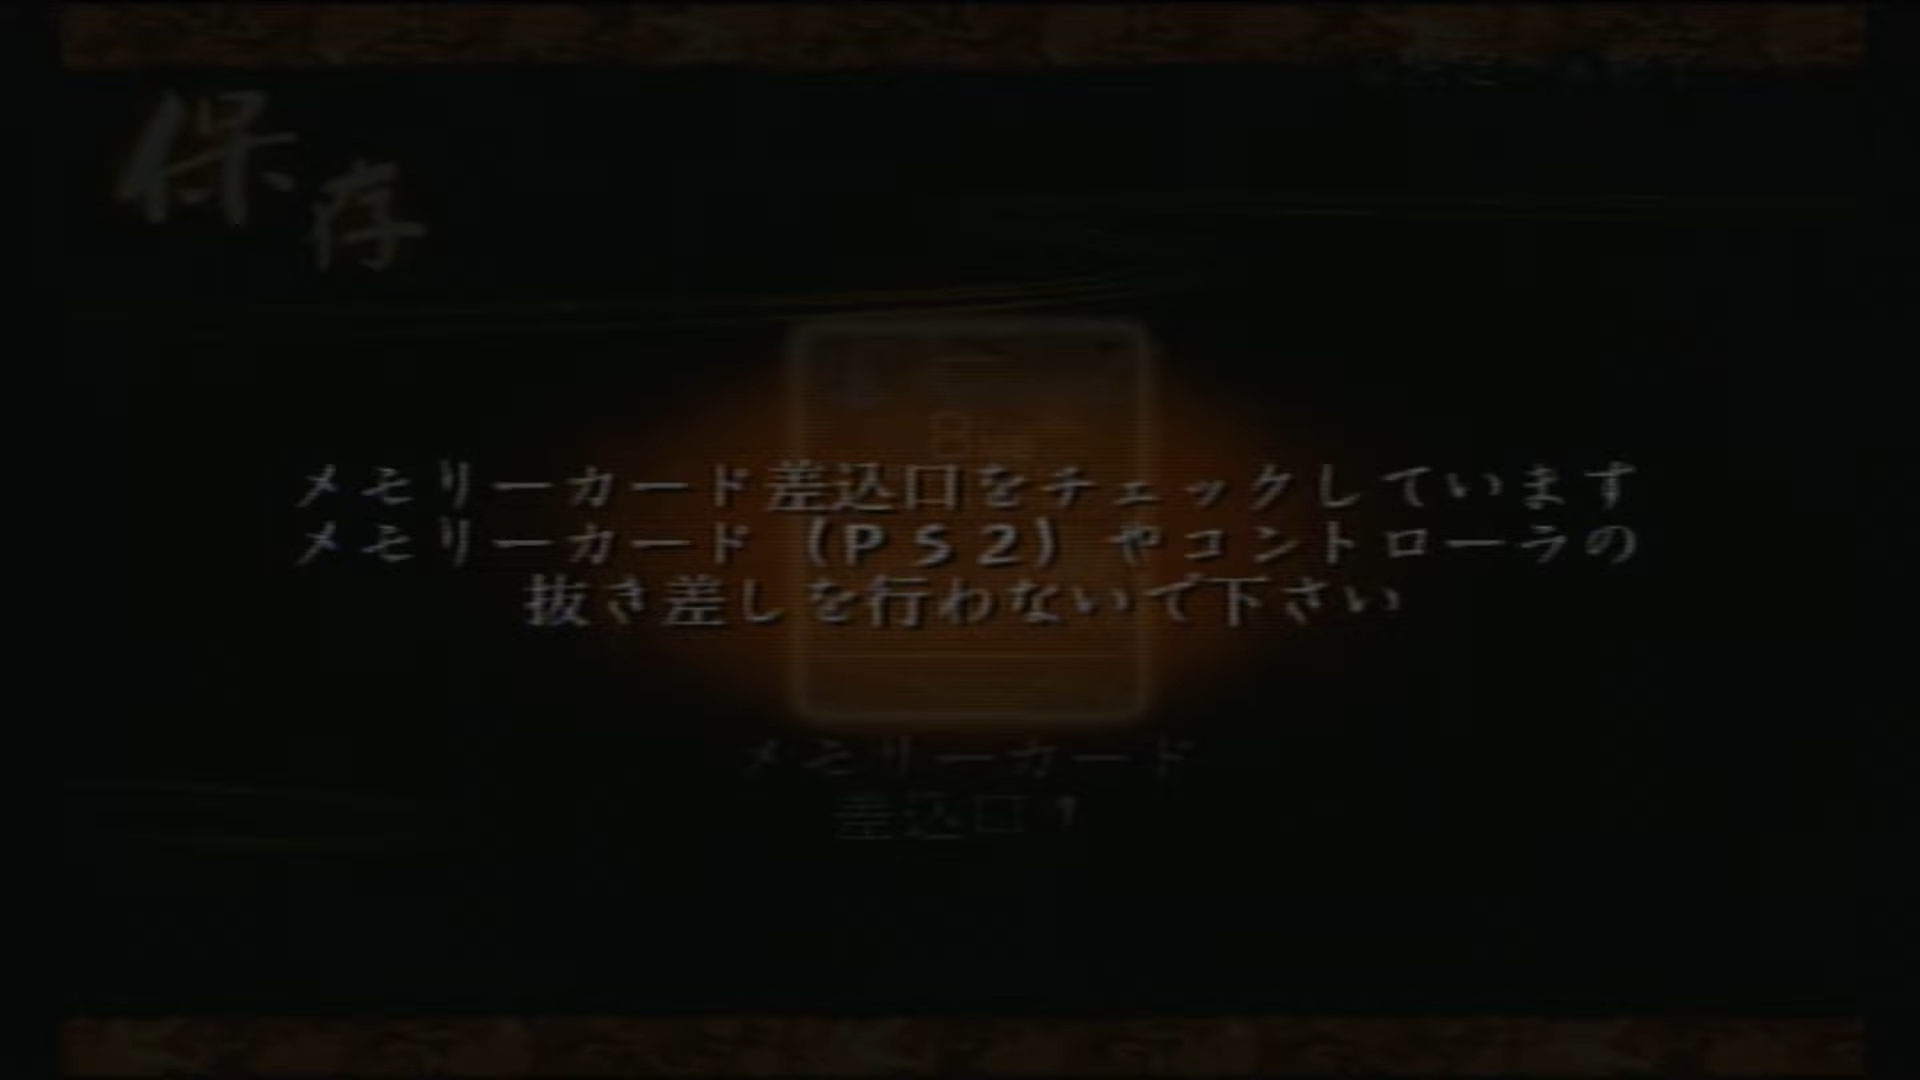 保存
8MB
メモリーカード差込口をチェックしています
メモリーカード（PS2）やコントローラの
抜き差しを行わないで下さい
メモリーカード
差込口1